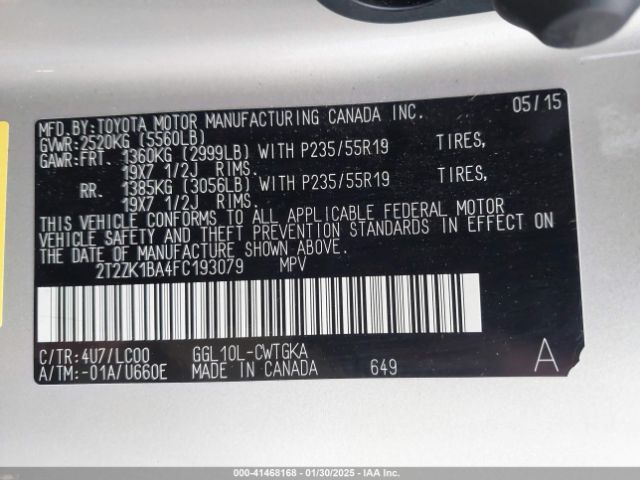 MFD.BY:TOYOTA MOTOR MANUFACTURING CANADA INC. 05/15
GVWR:2520KG (5560LB)
GAWR:FRT. 1360KG (2999LB) WITH P235/55R19 TIRES,
19X7 1/2J RIMS.
RR. 1385KG (3056LB) WITH P235/55R19 TIRES,
19X7 1/2J RIMS.
THIS VEHICLE CONFORMS TO ALL APPLICABLE FEDERAL MOTOR
VEHICLE SAFETY AND THEFT PREVENTION STANDARDS IN EFFECT ON
THE DATE OF MANUFACTURE SHOWN ABOVE.
2T2ZK1BA4FC193079 MPV
C/TR:4U7/LC00 GGL10L-CWTGKA
A/TM:-01A/U660E MADE IN CANADA 649 A
© IAAI - 41468168 - 01/30/2025 - IAA Inc.